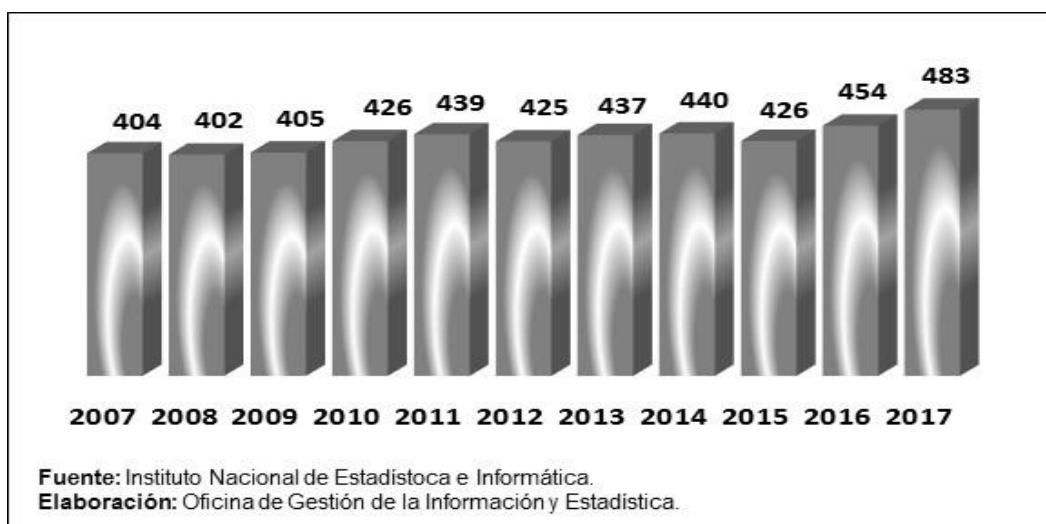 404 402 405 426 439 425 437 440 426 454 483
2007 2008 2009 2010 2011 2012 2013 2014 2015 2016 2017
Fuente: Instituto Nacional de Estadístoca e Informática.
Elaboración: Oficina de Gestión de la Información y Estadística.